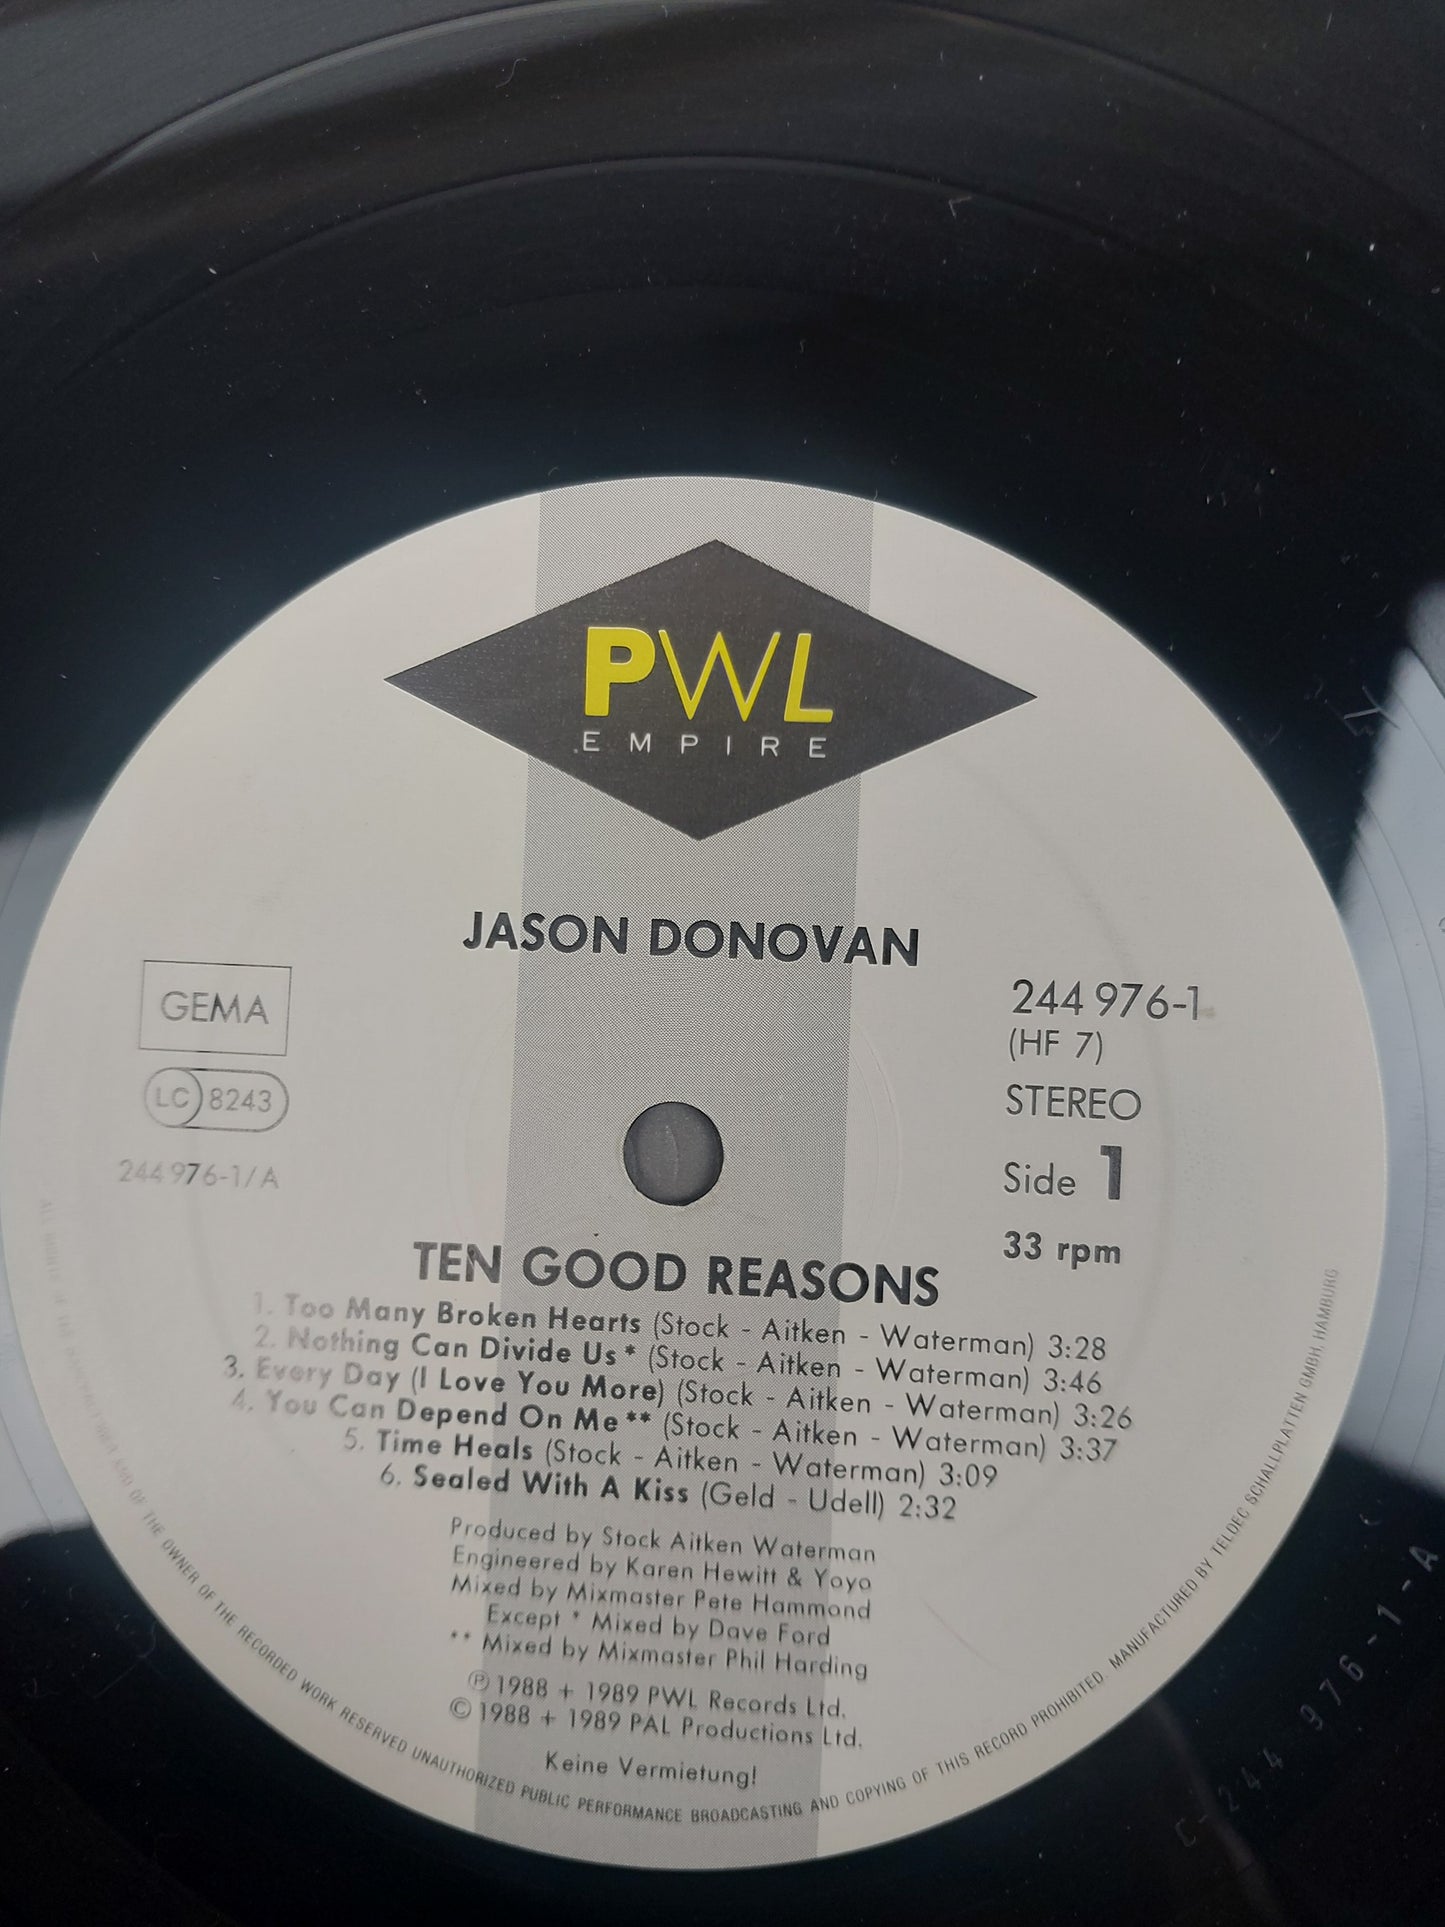 PWL
EMPIRE
JASON DONOVAN
GEMA
LC 8243
244 976-1/A
244 976-1
(HF 7)
STEREO
Side 1
33 rpm
TEN GOOD REASONS
1. Too Many Broken Hearts (Stock - Aitken - Waterman) 3:28
2. Nothing Can Divide Us* (Stock - Aitken - Waterman) 3:46
3. Every Day (I Love You More) (Stock - Aitken - Waterman) 3:26
4. You Can Depend On Me** (Stock - Aitken - Waterman) 3:37
5. Time Heals (Stock - Aitken - Waterman) 3:09
6. Sealed With A Kiss (Geld - Udell) 2:32
Produced by Stock Aitken Waterman
Engineered by Karen Hewitt & Yoyo
Mixed by Mixmaster Pete Hammond
Except * Mixed by Dave Ford
** Mixed by Mixmaster Phil Harding
℗ 1988 + 1989 PWL Records Ltd.
© 1988 + 1989 PAL Productions Ltd.
Keine Vermietung!
ALL RIGHTS OF THE MANUFACTURER AND OF THE OWNER OF THE RECORDED WORK RESERVED UNAUTHORIZED PUBLIC PERFORMANCE BROADCASTING AND COPYING OF THIS RECORD PROHIBITED. MANUFACTURED BY TELDEC SCHALLPLATTEN GMBH, HAMBURG
244 976-1-A